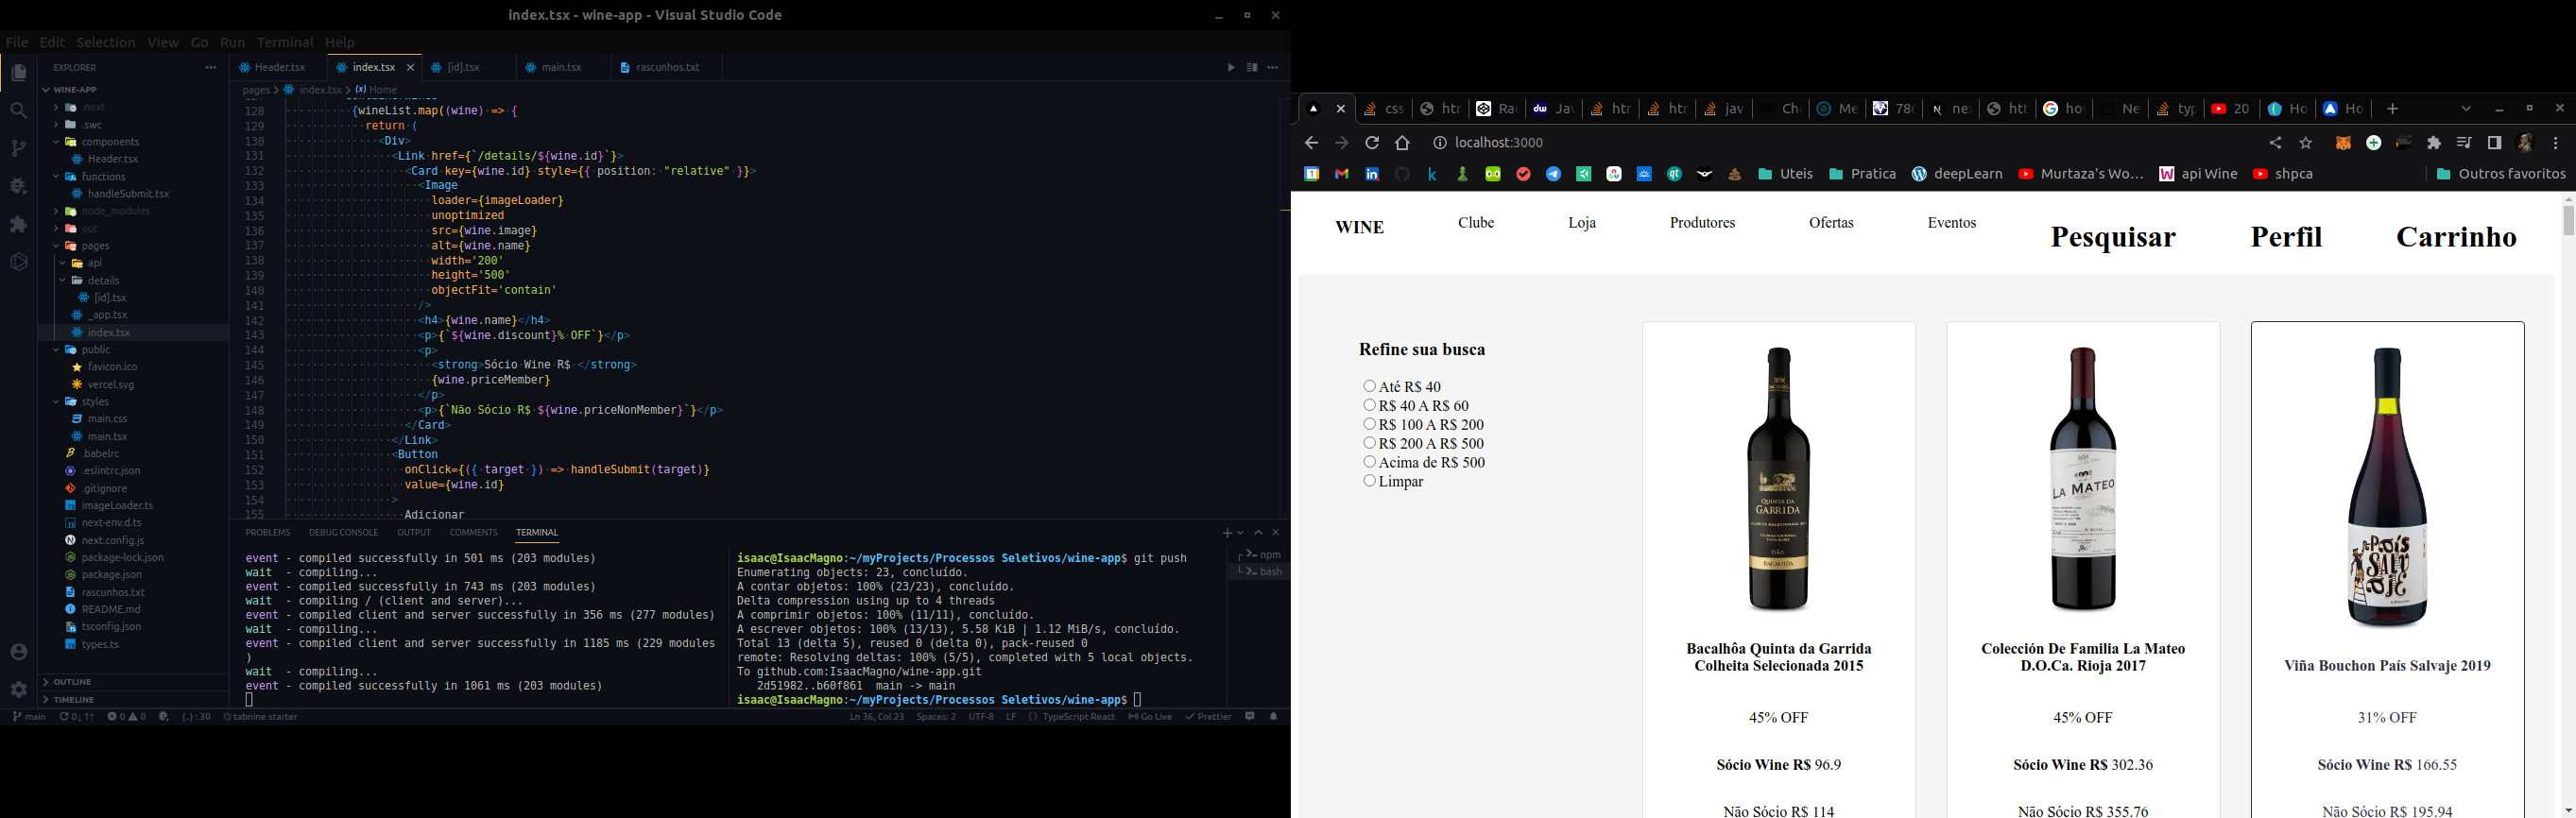 index.tsx - wine-app - Visual Studio Code
File Edit Selection View Go Run Terminal Help
EXPLORER
WINE-APP
.next
.swc
components
Header.tsx
functions
handleSubmit.tsx
node_modules
out
pages
api
details
[id].tsx
_app.tsx
index.tsx
public
favicon.ico
vercel.svg
styles
main.css
main.tsx
.babelrc
.eslintrc.json
.gitignore
imageLoader.ts
next-env.d.ts
next.config.js
package-lock.json
package.json
rascunhos.txt
README.md
tsconfig.json
types.ts
OUTLINE
TIMELINE
Header.tsx index.tsx [id].tsx main.tsx rascunhos.txt
pages > index.tsx > Home
128 {wineList.map((wine) => {
129 return (
130 <Div>
131 <Link href={`/details/${wine.id}`}>
132 <Card key={wine.id} style={{ position: "relative" }}>
133 <Image
134 loader={imageLoader}
135 unoptimized
136 src={wine.image}
137 alt={wine.name}
138 width='200'
139 height='500'
140 objectFit='contain'
141 />
142 <h4>{wine.name}</h4>
143 <p>{`${wine.discount}% OFF`}</p>
144 <p>
145 <strong>Sócio Wine R$ </strong>
146 {wine.priceMember}
147 </p>
148 <p>{`Não Sócio R$ ${wine.priceNonMember}`}</p>
149 </Card>
150 </Link>
151 <Button
152 onClick={({ target }) => handleSubmit(target)}
153 value={wine.id}
154 >
155 Adicionar
PROBLEMS DEBUG CONSOLE OUTPUT COMMENTS TERMINAL
event - compiled successfully in 501 ms (203 modules)
wait - compiling...
event - compiled successfully in 743 ms (203 modules)
wait - compiling / (client and server)...
event - compiled client and server successfully in 356 ms (277 modules)
wait - compiling...
event - compiled client and server successfully in 1185 ms (229 modules
)
wait - compiling...
event - compiled successfully in 1061 ms (203 modules)
isaac@IsaacMagno:~/myProjects/Processos Seletivos/wine-app$ git push
Enumerating objects: 23, concluído.
A contar objetos: 100% (23/23), concluído.
Delta compression using up to 4 threads
A comprimir objetos: 100% (11/11), concluído.
A escrever objetos: 100% (13/13), 5.58 KiB | 1.12 MiB/s, concluído.
Total 13 (delta 5), reused 0 (delta 0), pack-reused 0
remote: Resolving deltas: 100% (5/5), completed with 5 local objects.
To github.com:IsaacMagno/wine-app.git
2d51982..b60f861 main -> main
isaac@IsaacMagno:~/myProjects/Processos Seletivos/wine-app$
npm
bash
main 0↓ 1↑ 0 0 {..} : 30 tabnine starter
Ln 36, Col 23 Spaces: 2 UTF-8 LF {} TypeScript React Go Live Prettier
css htr Rac Jav htr htr jav Che Me 786 ne htt ho Ne typ 20 Ho Ho
localhost:3000
Uteis Pratica deepLearn Murtaza's Wo... api Wine shpca Outros favoritos
WINE Clube Loja Produtores Ofertas Eventos Pesquisar Perfil Carrinho
Refine sua busca
Até R$ 40
R$ 40 A R$ 60
R$ 100 A R$ 200
R$ 200 A R$ 500
Acima de R$ 500
Limpar
QUINTA DA
GARRIDA
DÃO
BACALHÔA
Bacalhôa Quinta da Garrida
Colheita Selecionada 2015
45% OFF
Sócio Wine R$ 96.9
Não Sócio R$ 114
LA MATEO
Colección De Familia La Mateo
D.O.Ca. Rioja 2017
45% OFF
Sócio Wine R$ 302.36
Não Sócio R$ 355.76
País
SALV
OJE
Viña Bouchon País Salvaje 2019
31% OFF
Sócio Wine R$ 166.55
Não Sócio R$ 195.94